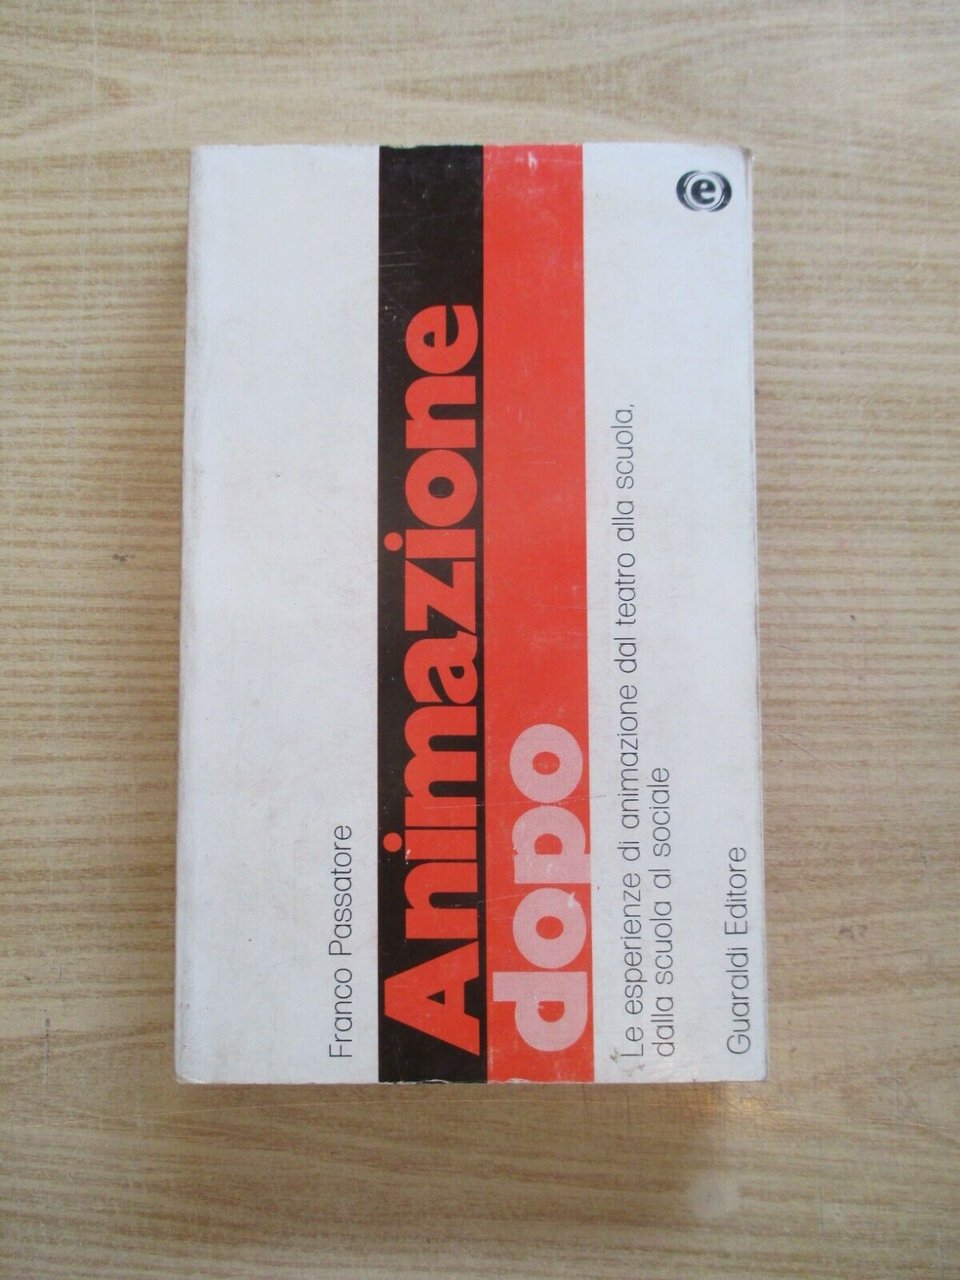 Franco Passatore
Animazione
dopo
Le esperienze di animazione dal teatro alla scuola,
dalla scuola al sociale
Guaraldi Editore
e